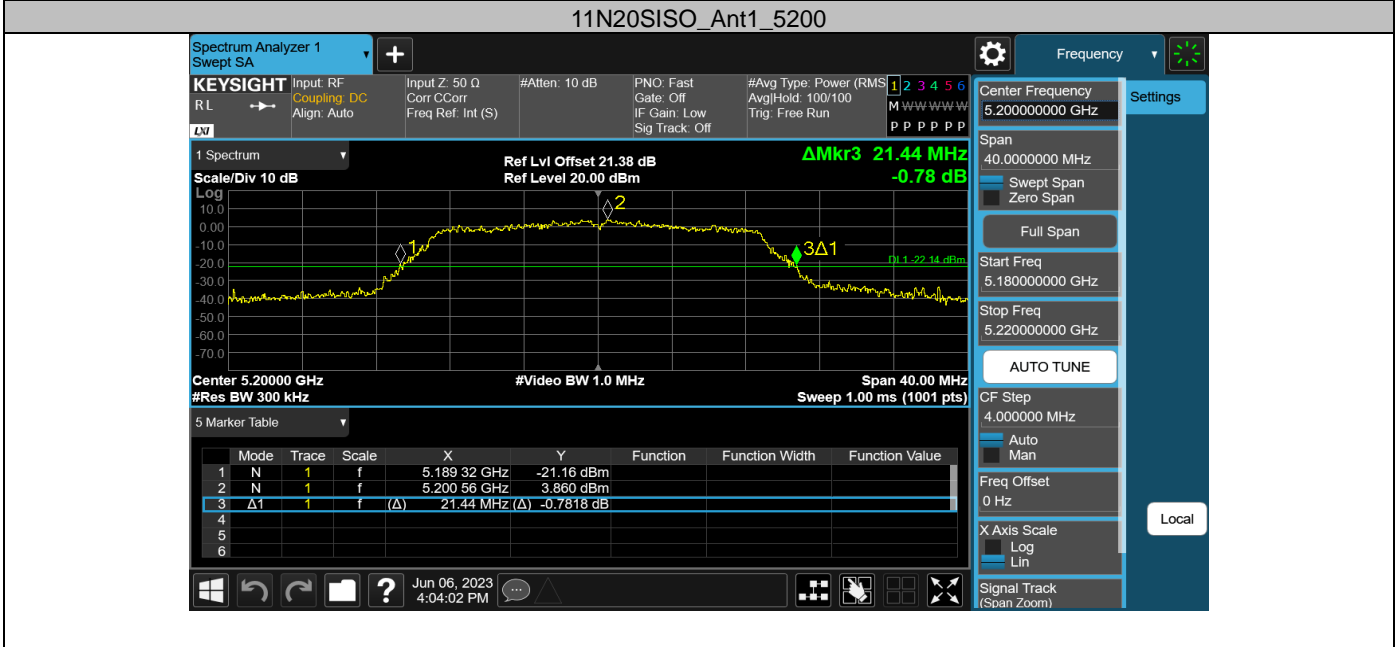 11N20SISO_Ant1_5200
Spectrum Analyzer 1
Swept SA
Frequency
KEYSIGHT
R L
LXI
Input: RF
Coupling: DC
Align: Auto
Input Z: 50 Ω
Corr CCorr
Freq Ref: Int (S)
#Atten: 10 dB
PNO: Fast
Gate: Off
IF Gain: Low
Sig Track: Off
#Avg Type: Power (RMS
Avg|Hold: 100/100
Trig: Free Run
1 2 3 4 5 6
M W W W W W
P P P P P P
1 Spectrum
Scale/Div 10 dB
Ref Lvl Offset 21.38 dB
Ref Level 20.00 dBm
ΔMkr3 21.44 MHz
-0.78 dB
Log
10.0
0.00
-10.0
-20.0
-30.0
-40.0
-50.0
-60.0
-70.0
1
2
3Δ1
DL1 -22.14 dBm
Center 5.20000 GHz
#Video BW 1.0 MHz
Span 40.00 MHz
#Res BW 300 kHz
Sweep 1.00 ms (1001 pts)
5 Marker Table
Mode Trace Scale X Y Function Function Width Function Value
1 N 1 f 5.189 32 GHz -21.16 dBm
2 N 1 f 5.200 56 GHz 3.860 dBm
3 Δ1 1 f (Δ) 21.44 MHz (Δ) -0.7818 dB
4
5
6
Jun 06, 2023
4:04:02 PM
Center Frequency
5.200000000 GHz
Settings
Span
40.0000000 MHz
Swept Span
Zero Span
Full Span
Start Freq
5.180000000 GHz
Stop Freq
5.220000000 GHz
AUTO TUNE
CF Step
4.000000 MHz
Auto
Man
Freq Offset
0 Hz
X Axis Scale
Log
Lin
Local
Signal Track
(Span Zoom)